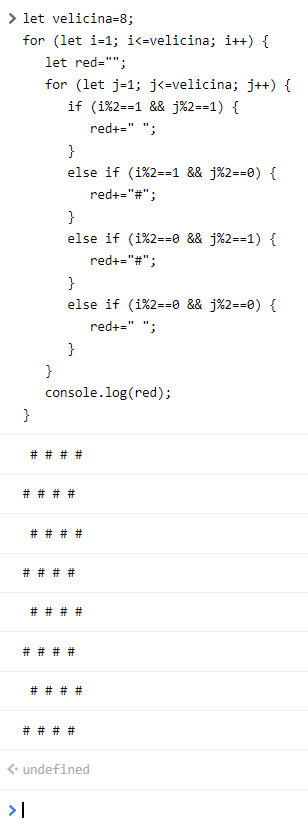 > let velicina=8;
for (let i=1; i<=velicina; i++) {
   let red="";
   for (let j=1; j<=velicina; j++) {
      if (i%2==1 && j%2==1) {
         red+=" ";
      }
      else if (i%2==1 && j%2==0) {
         red+="#";
      }
      else if (i%2==0 && j%2==1) {
         red+="#";
      }
      else if (i%2==0 && j%2==0) {
         red+=" ";
      }
   }
   console.log(red);
}
 # # # #
# # # #
 # # # #
# # # #
 # # # #
# # # #
 # # # #
# # # #
undefined
>